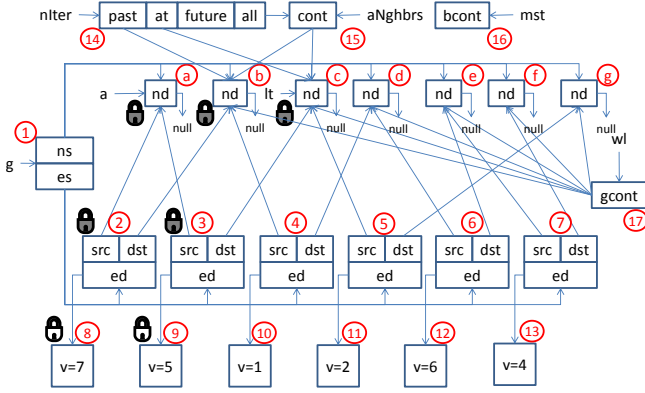 nIter past at future all cont aNghbrs bcont mst
14 15 16
a b c d e f g
a nd nd lt nd nd nd nd nd
1 null null null null null null null
ns wl
g
es
gcont
2 3 4 5 6 7 17
src dst src dst src dst src dst src dst src dst
ed ed ed ed ed ed
8 9 10 11 12 13
v=7 v=5 v=1 v=2 v=6 v=4